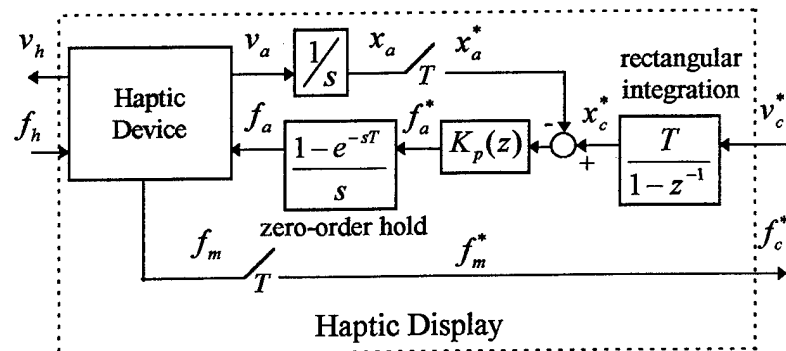 v_h
v_a
1/s
x_a
T
x_a^*
rectangular
integration
Haptic
Device
f_h
f_a
1-e^{-sT}
s
f_a^*
K_p(z)
-
+
x_c^*
T
1-z^{-1}
v_c^*
zero-order hold
f_m
T
f_m^*
f_c^*
Haptic Display